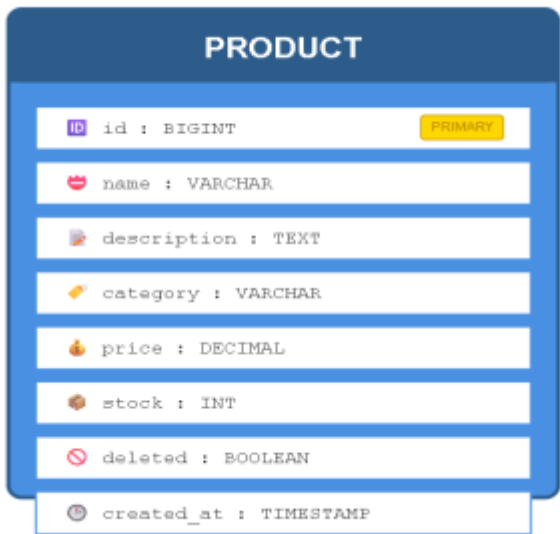 PRODUCT
id : BIGINT PRIMARY
name : VARCHAR
description : TEXT
category : VARCHAR
price : DECIMAL
stock : INT
deleted : BOOLEAN
created_at : TIMESTAMP